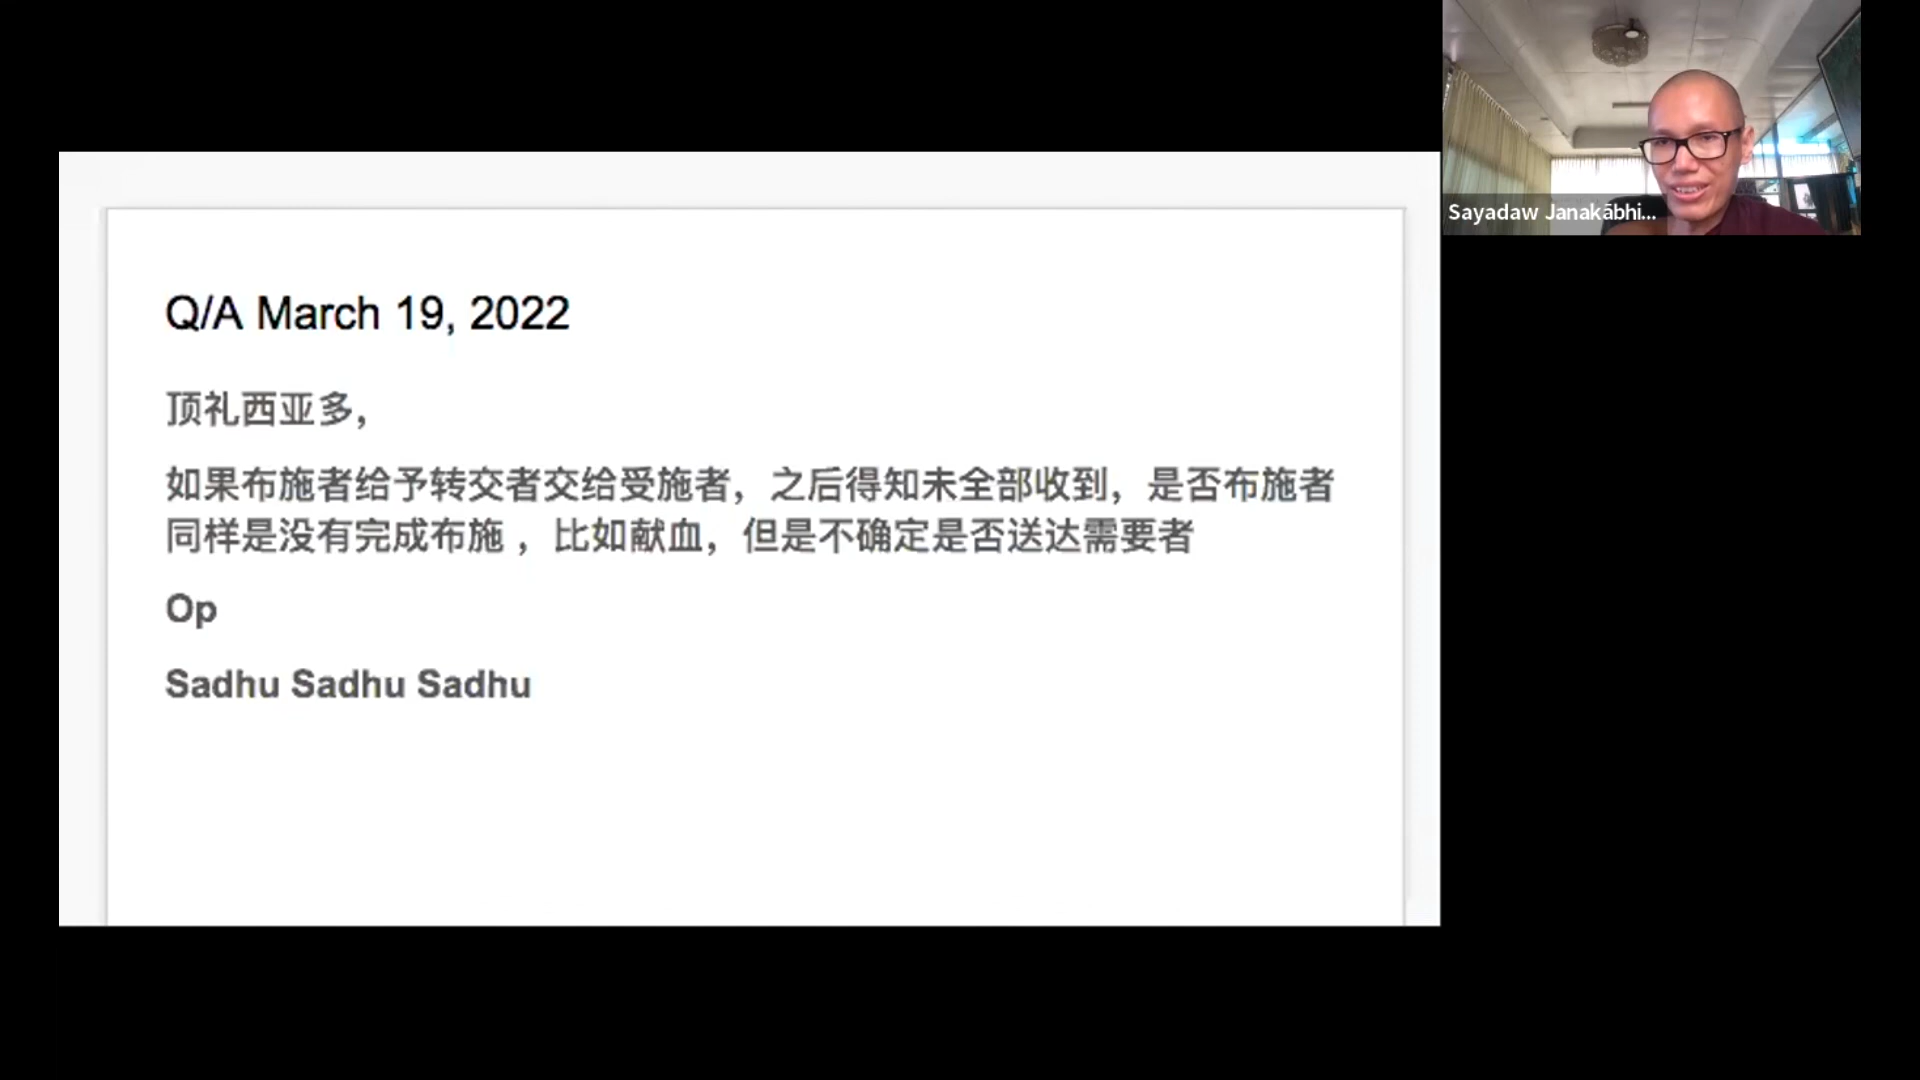 Q/A March 19, 2022
顶礼西亚多，
如果布施者给予转交者交给受施者，之后得知未全部收到，是否布施者
同样是没有完成布施 ，比如献血，但是不确定是否送达需要者
Op
Sadhu Sadhu Sadhu
Sayadaw Janakābhi...